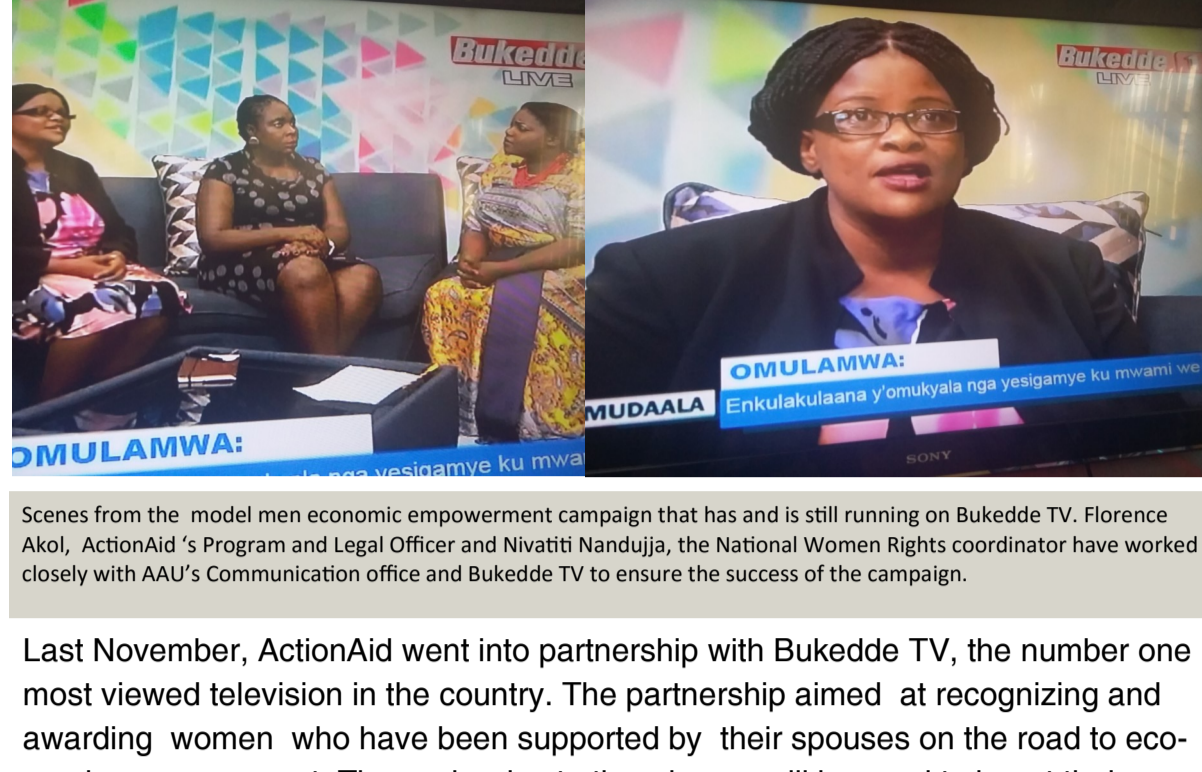 Bukedde
LIVE
OMULAMWA:
nga yesigamye ku mwa
Bukedde
LIVE
OMULAMWA:
MUDAALA
Enkulakulaana y'omukyala nga yesigamye ku mwami we
SONY
Scenes from the model men economic empowerment campaign that has and is still running on Bukedde TV. Florence
Akol, ActionAid ‘s Program and Legal Officer and Nivatiti Nandujja, the National Women Rights coordinator have worked
closely with AAU’s Communication office and Bukedde TV to ensure the success of the campaign.
Last November, ActionAid went into partnership with Bukedde TV, the number one
most viewed television in the country. The partnership aimed at recognizing and
awarding women who have been supported by their spouses on the road to eco-